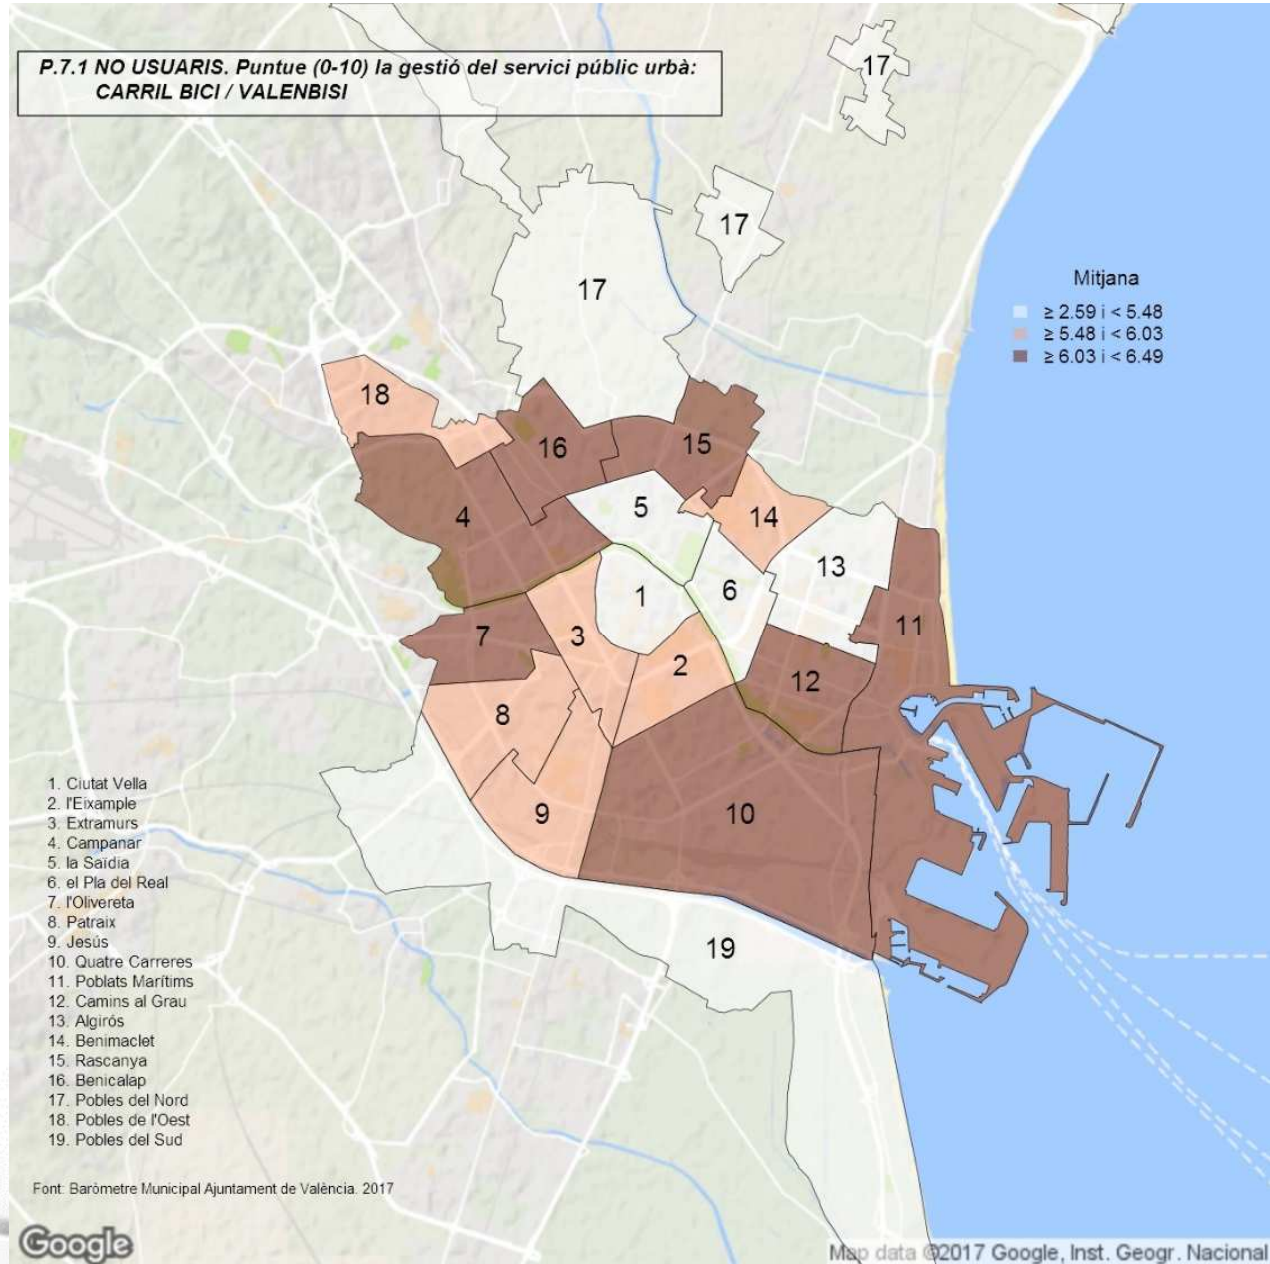 P.7.1 NO USUARIS. Puntue (0-10) la gestió del servici públic urbà:
CARRIL BICI / VALENBISI
17
17
17
Mitjana
≥ 2.59 i < 5.48
≥ 5.48 i < 6.03
≥ 6.03 i < 6.49
18
16
15
5
4
14
13
6
1
11
7
3
2
12
8
9
10
19
1. Ciutat Vella
2. l'Eixample
3. Extramurs
4. Campanar
5. la Saïdia
6. el Pla del Real
7. l'Olivereta
8. Patraix
9. Jesús
10. Quatre Carreres
11. Poblats Marítims
12. Camins al Grau
13. Algirós
14. Benimaclet
15. Rascanya
16. Benicalap
17. Pobles del Nord
18. Pobles de l'Oest
19. Pobles del Sud
Font: Baròmetre Municipal Ajuntament de València. 2017
Google
Map data ©2017 Google, Inst. Geogr. Nacional